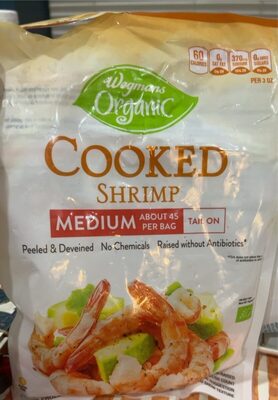 Wegmans
Organic
60
CALORIES
0g
SAT FAT
370mg
SODIUM
0g
PER 3 OZ
COOKED
SHRIMP
MEDIUM
ABOUT 45
PER BAG
TAIL ON
Peeled & Deveined No Chemicals Raised without Antibiotics*